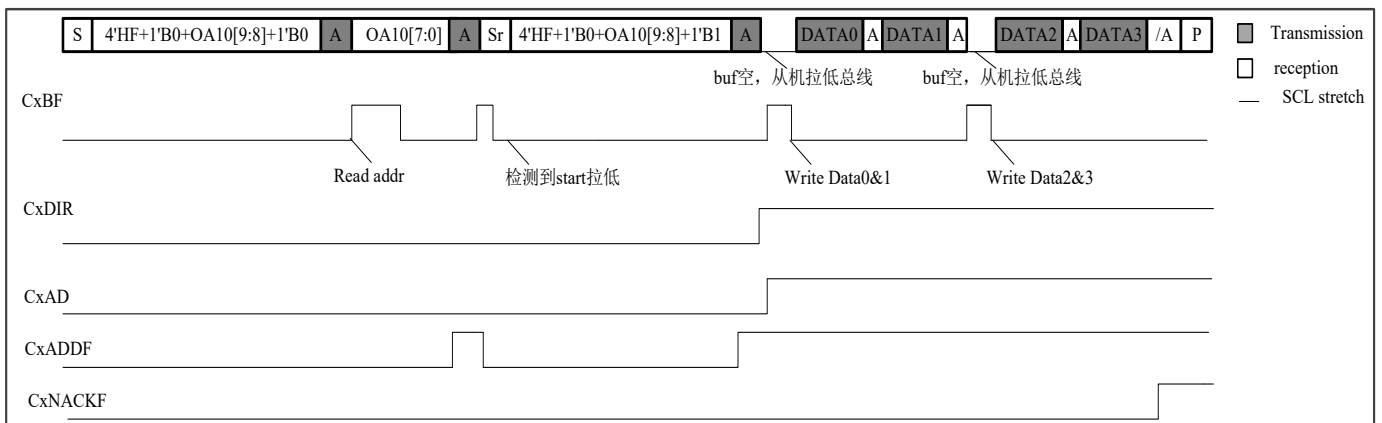 S 4'HF+1'B0+OA10[9:8]+1'B0 A OA10[7:0] A Sr 4'HF+1'B0+OA10[9:8]+1'B1 A DATA0 A DATA1 A DATA2 A DATA3 /A P
Transmission
reception
SCL stretch
buf空，从机拉低总线 buf空，从机拉低总线
CxBF
Read addr 检测到start拉低 Write Data0&1 Write Data2&3
CxDIR
CxAD
CxADDF
CxNACKF